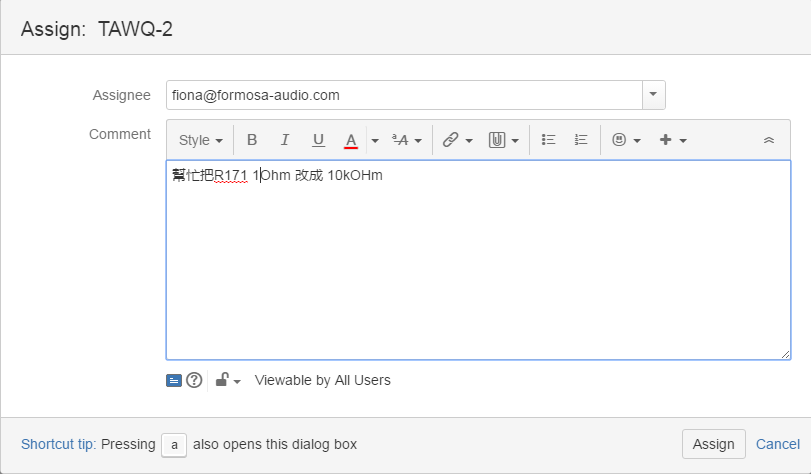 Assign: TAWQ-2
Assignee fiona@formosa-audio.com
Comment Style B I U A ªA
幫忙把R171 1Ohm 改成 10kOHm
Viewable by All Users
Shortcut tip: Pressing a also opens this dialog box Assign Cancel